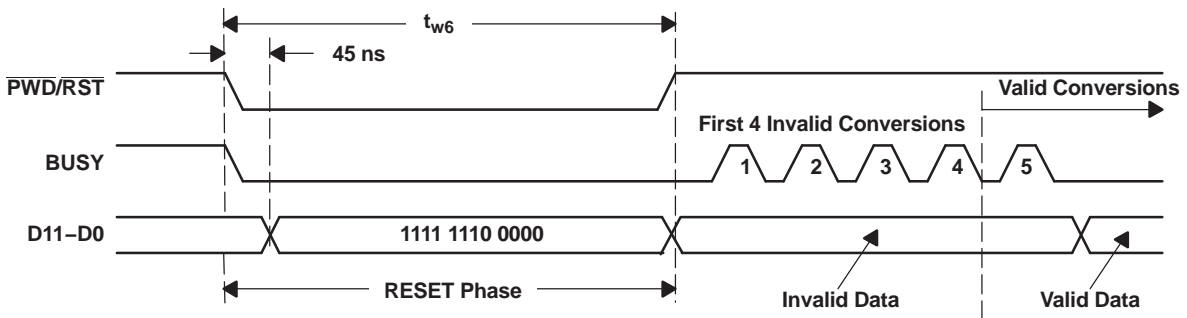 tw6
45 ns
PWD/RST
Valid Conversions
First 4 Invalid Conversions
BUSY
1 2 3 4 5
D11–D0
1111 1110 0000
RESET Phase
Invalid Data
Valid Data